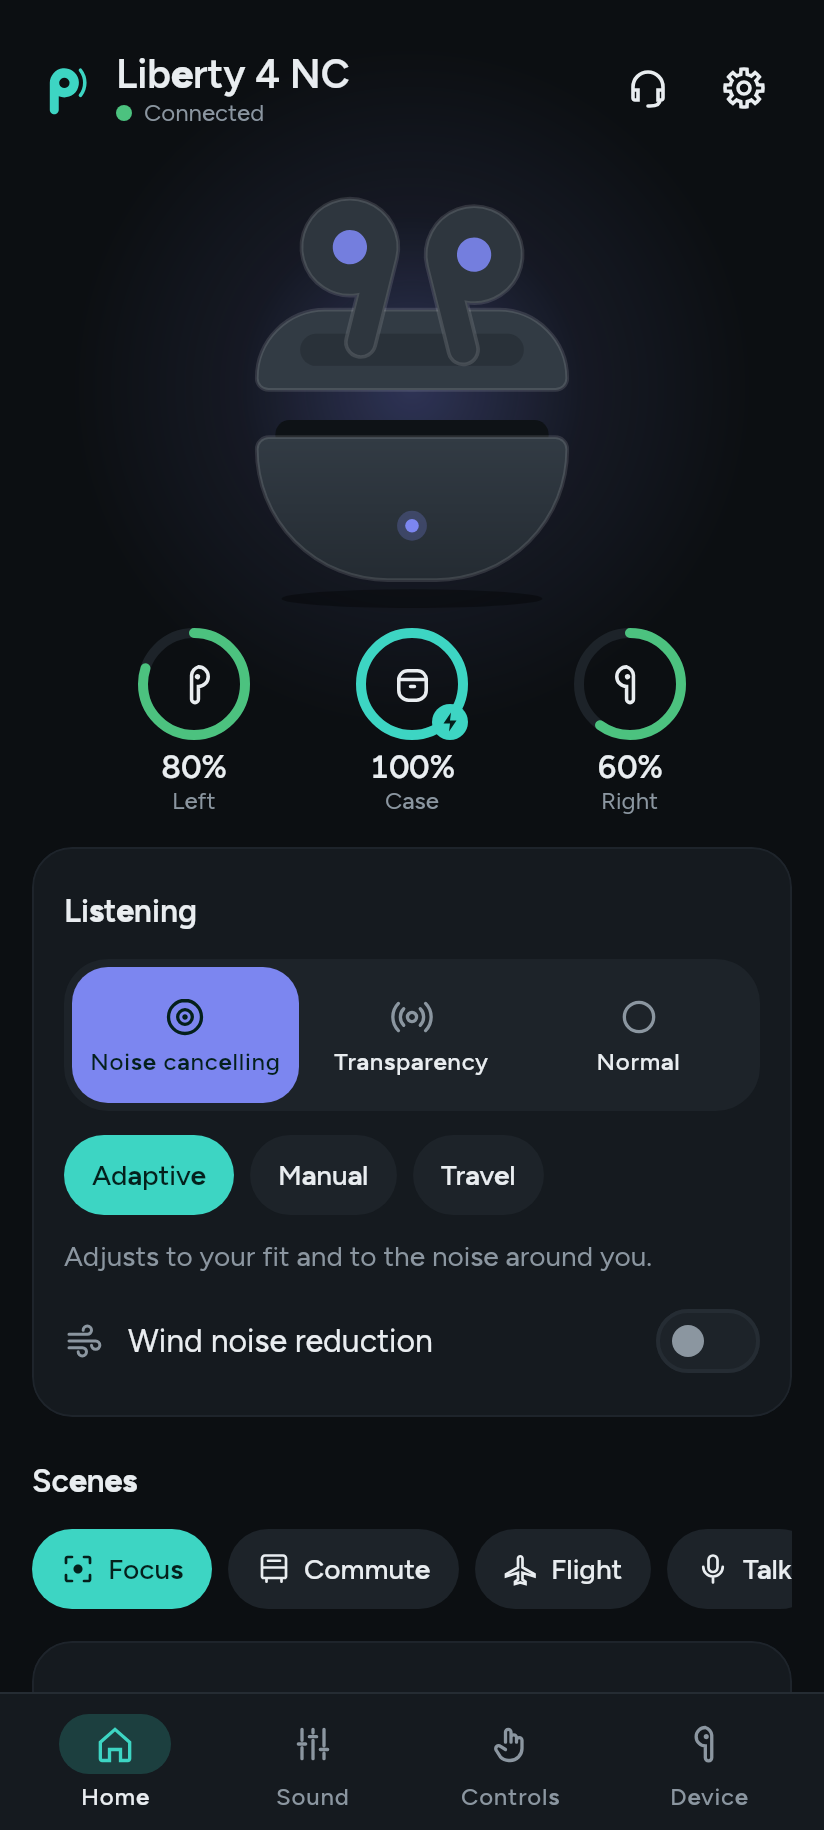 Liberty 4 NC
Connected
80%
100%
60%
Left
Case
Right
Listening
Noise cancelling
Transparency
Normal
Adaptive
Manual
Travel
Adjusts to your fit and to the noise around you.
Wind noise reduction
Scenes
Focus
Commute
Flight
Talk
Home
Sound
Controls
Device